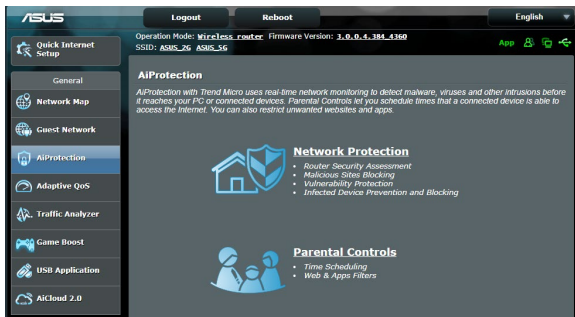 ASUS
Logout
Reboot
English
Operation Mode: Wireless router Firmware Version: 3.0.0.4.384_4360
SSID: ASUS_2G ASUS_5G
App
Quick Internet
Setup
General
Network Map
Guest Network
AiProtection
Adaptive QoS
Traffic Analyzer
Game Boost
USB Application
AiCloud 2.0
AiProtection
AiProtection with Trend Micro uses real-time network monitoring to detect malware, viruses and other intrusions before
it reaches your PC or connected devices. Parental Controls let you schedule times that a connected device is able to
access the Internet. You can also restrict unwanted websites and apps.
Network Protection
• Router Security Assessment
• Malicious Sites Blocking
• Vulnerability Protection
• Infected Device Prevention and Blocking
Parental Controls
• Time Scheduling
• Web & Apps Filters